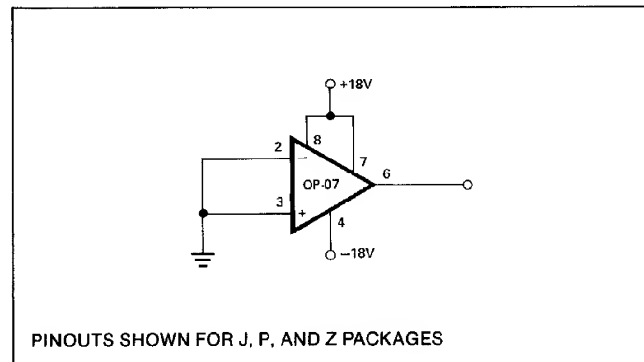 +18V
2
8
−
7
OP-07
6
3
+
4
−18V
PINOUTS SHOWN FOR J, P, AND Z PACKAGES